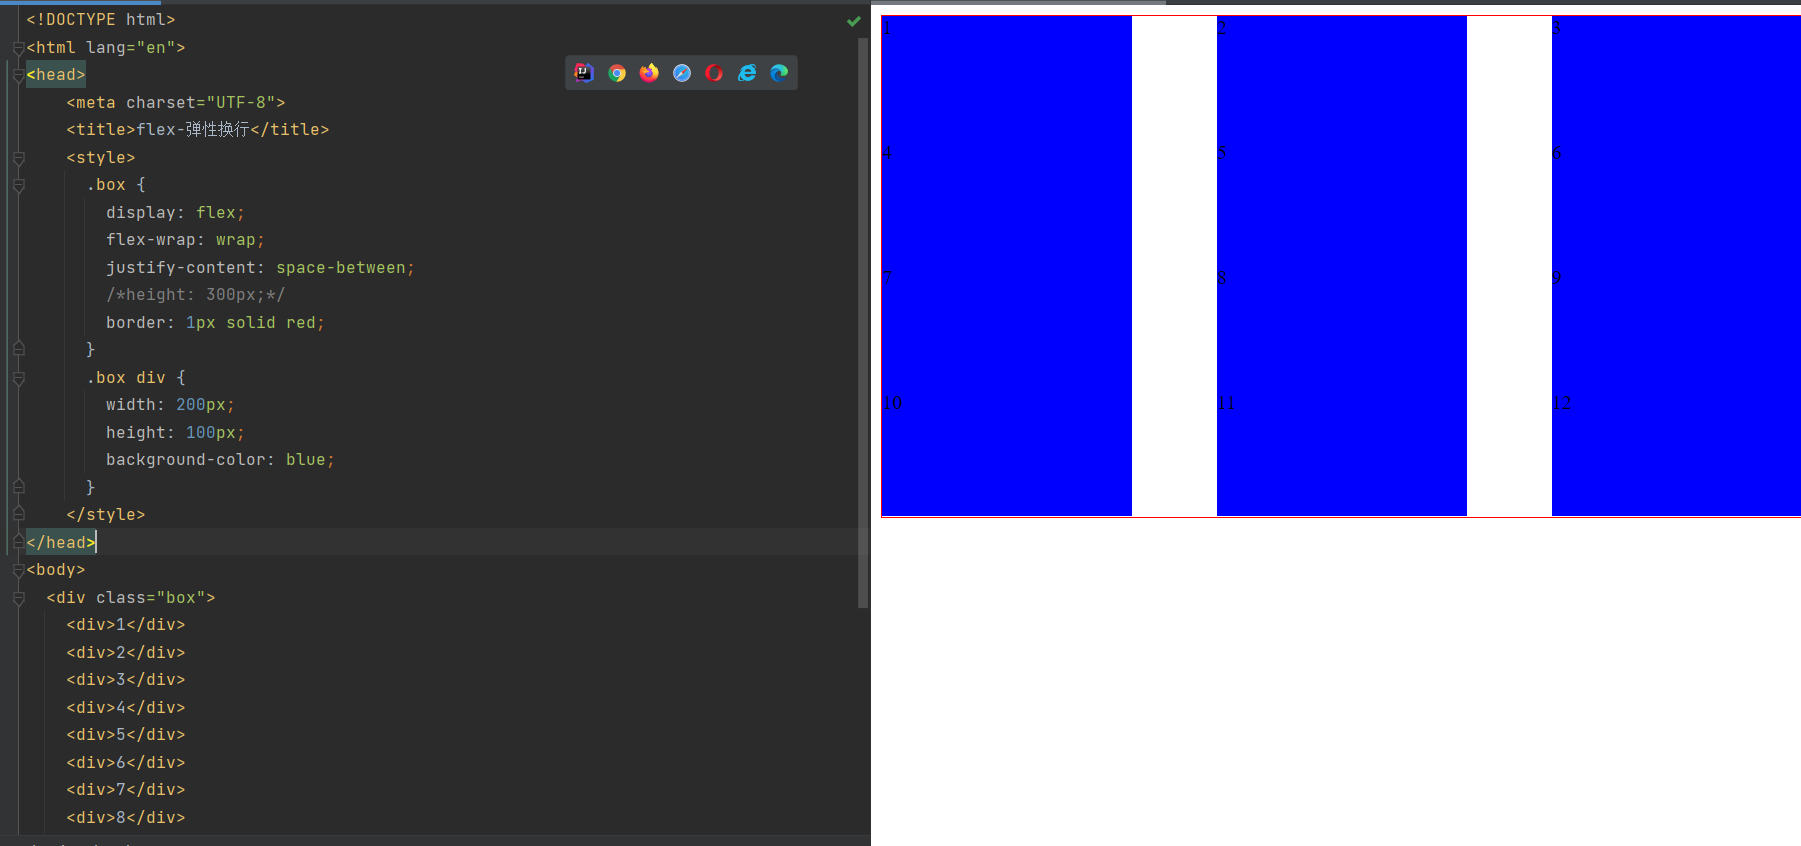 <!DOCTYPE html>
<html lang="en">
<head>
<meta charset="UTF-8">
<title>flex-弹性换行</title>
<style>
.box {
display: flex;
flex-wrap: wrap;
justify-content: space-between;
/*height: 300px;*/
border: 1px solid red;
}
.box div {
width: 200px;
height: 100px;
background-color: blue;
}
</style>
</head>
<body>
<div class="box">
<div>1</div>
<div>2</div>
<div>3</div>
<div>4</div>
<div>5</div>
<div>6</div>
<div>7</div>
<div>8</div>
1 2 3
4 5 6
7 8 9
10 11 12